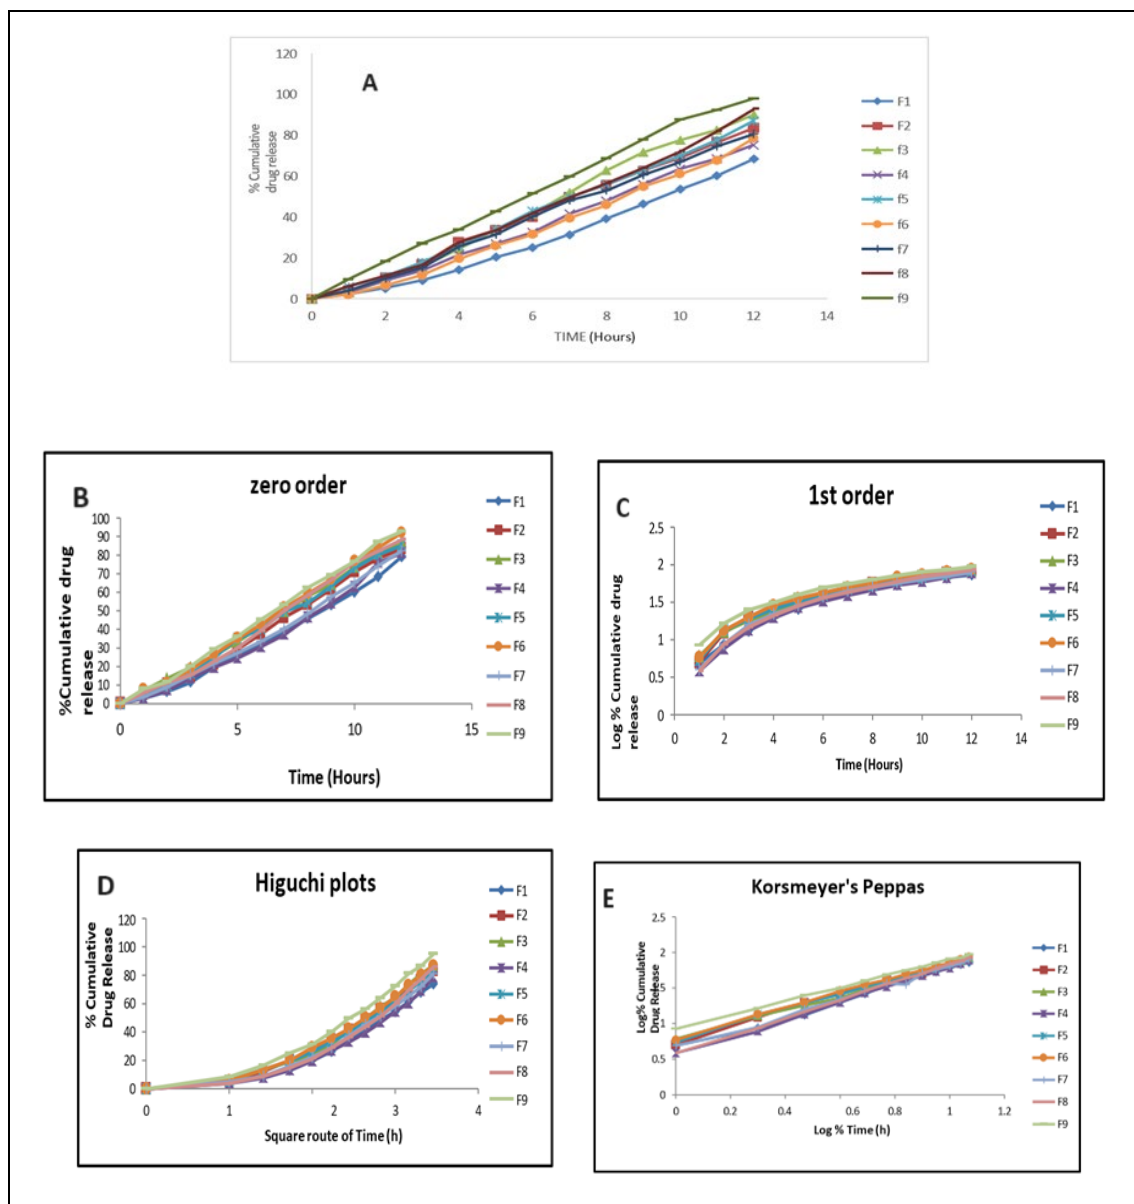 A
% Cumulative
drug release
120
100
80
60
40
20
0
0 2 4 6 8 10 12 14
TIME (Hours)
F1
F2
f3
f4
f5
f6
f7
f8
f9
B
zero order
%Cumulative drug
release
100
90
80
70
60
50
40
30
20
10
0
0 5 10 15
Time (Hours)
F1
F2
F3
F4
F5
F6
F7
F8
F9
C
1st order
Log % Cumulative drug
release
2.5
2
1.5
1
0.5
0
0 2 4 6 8 10 12 14
Time (Hours)
F1
F2
F3
F4
F5
F6
F7
F8
F9
D
Higuchi plots
% Cumulative
Drug Release
120
100
80
60
40
20
0
0 1 2 3 4
Square route of Time (h)
F1
F2
F3
F4
F5
F6
F7
F8
F9
E
Korsmeyer's Peppas
Log% Cumulative
Drug Release
2.5
2
1.5
1
0.5
0
0 0.2 0.4 0.6 0.8 1 1.2
Log % Time (h)
F1
F2
F3
F4
F5
F6
F7
F8
F9